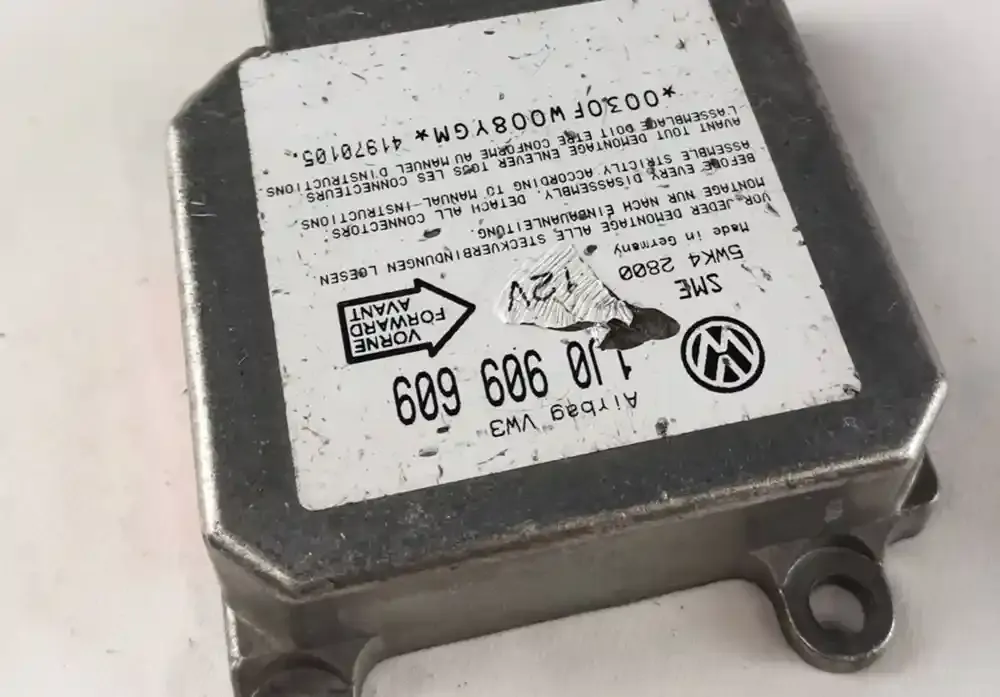 Airbag VW3
1J0 909 609
VORNE
FORWARD
AVANT
12V
SME
5WK4 2800
Made in Germany
VOR JEDER DEMONTAGE ALLE STECKVERBINDUNGEN LOESEN.
MONTAGE NUR NACH EINBAUANLEITUNG.
BEFORE EVERY DISASSEMBLY, DETACH ALL CONNECTORS.
ASSEMBLE STRICTLY ACCORDING TO MANUAL-INSTRUCTIONS
AVANT TOUT DEMONTAGE ENLEVER TOUS LES CONNECTEURS
L'ASSEMBLAGE DOIT ETRE CONFORME AU MANUEL D'INSTRUCTIONS
*0030FW008YGM* 41970105.